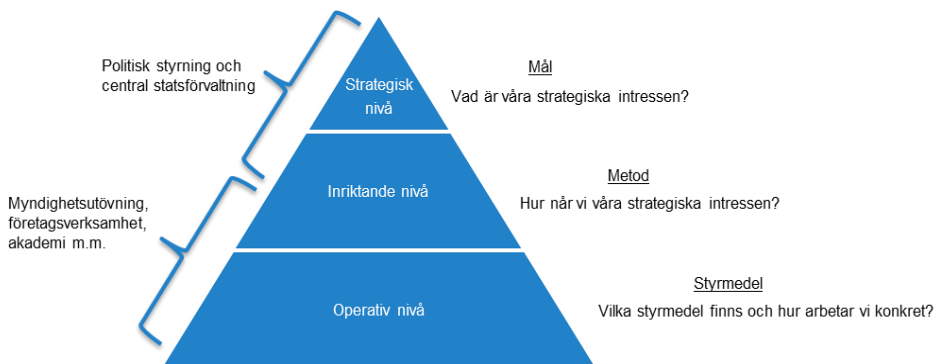 Politisk styrning och
central statsförvaltning
Strategisk
nivå
Mål
Vad är våra strategiska intressen?
Myndighetsutövning,
företagsverksamhet,
akademi m.m.
Inriktande nivå
Metod
Hur når vi våra strategiska intressen?
Operativ nivå
Styrmedel
Vilka styrmedel finns och hur arbetar vi konkret?